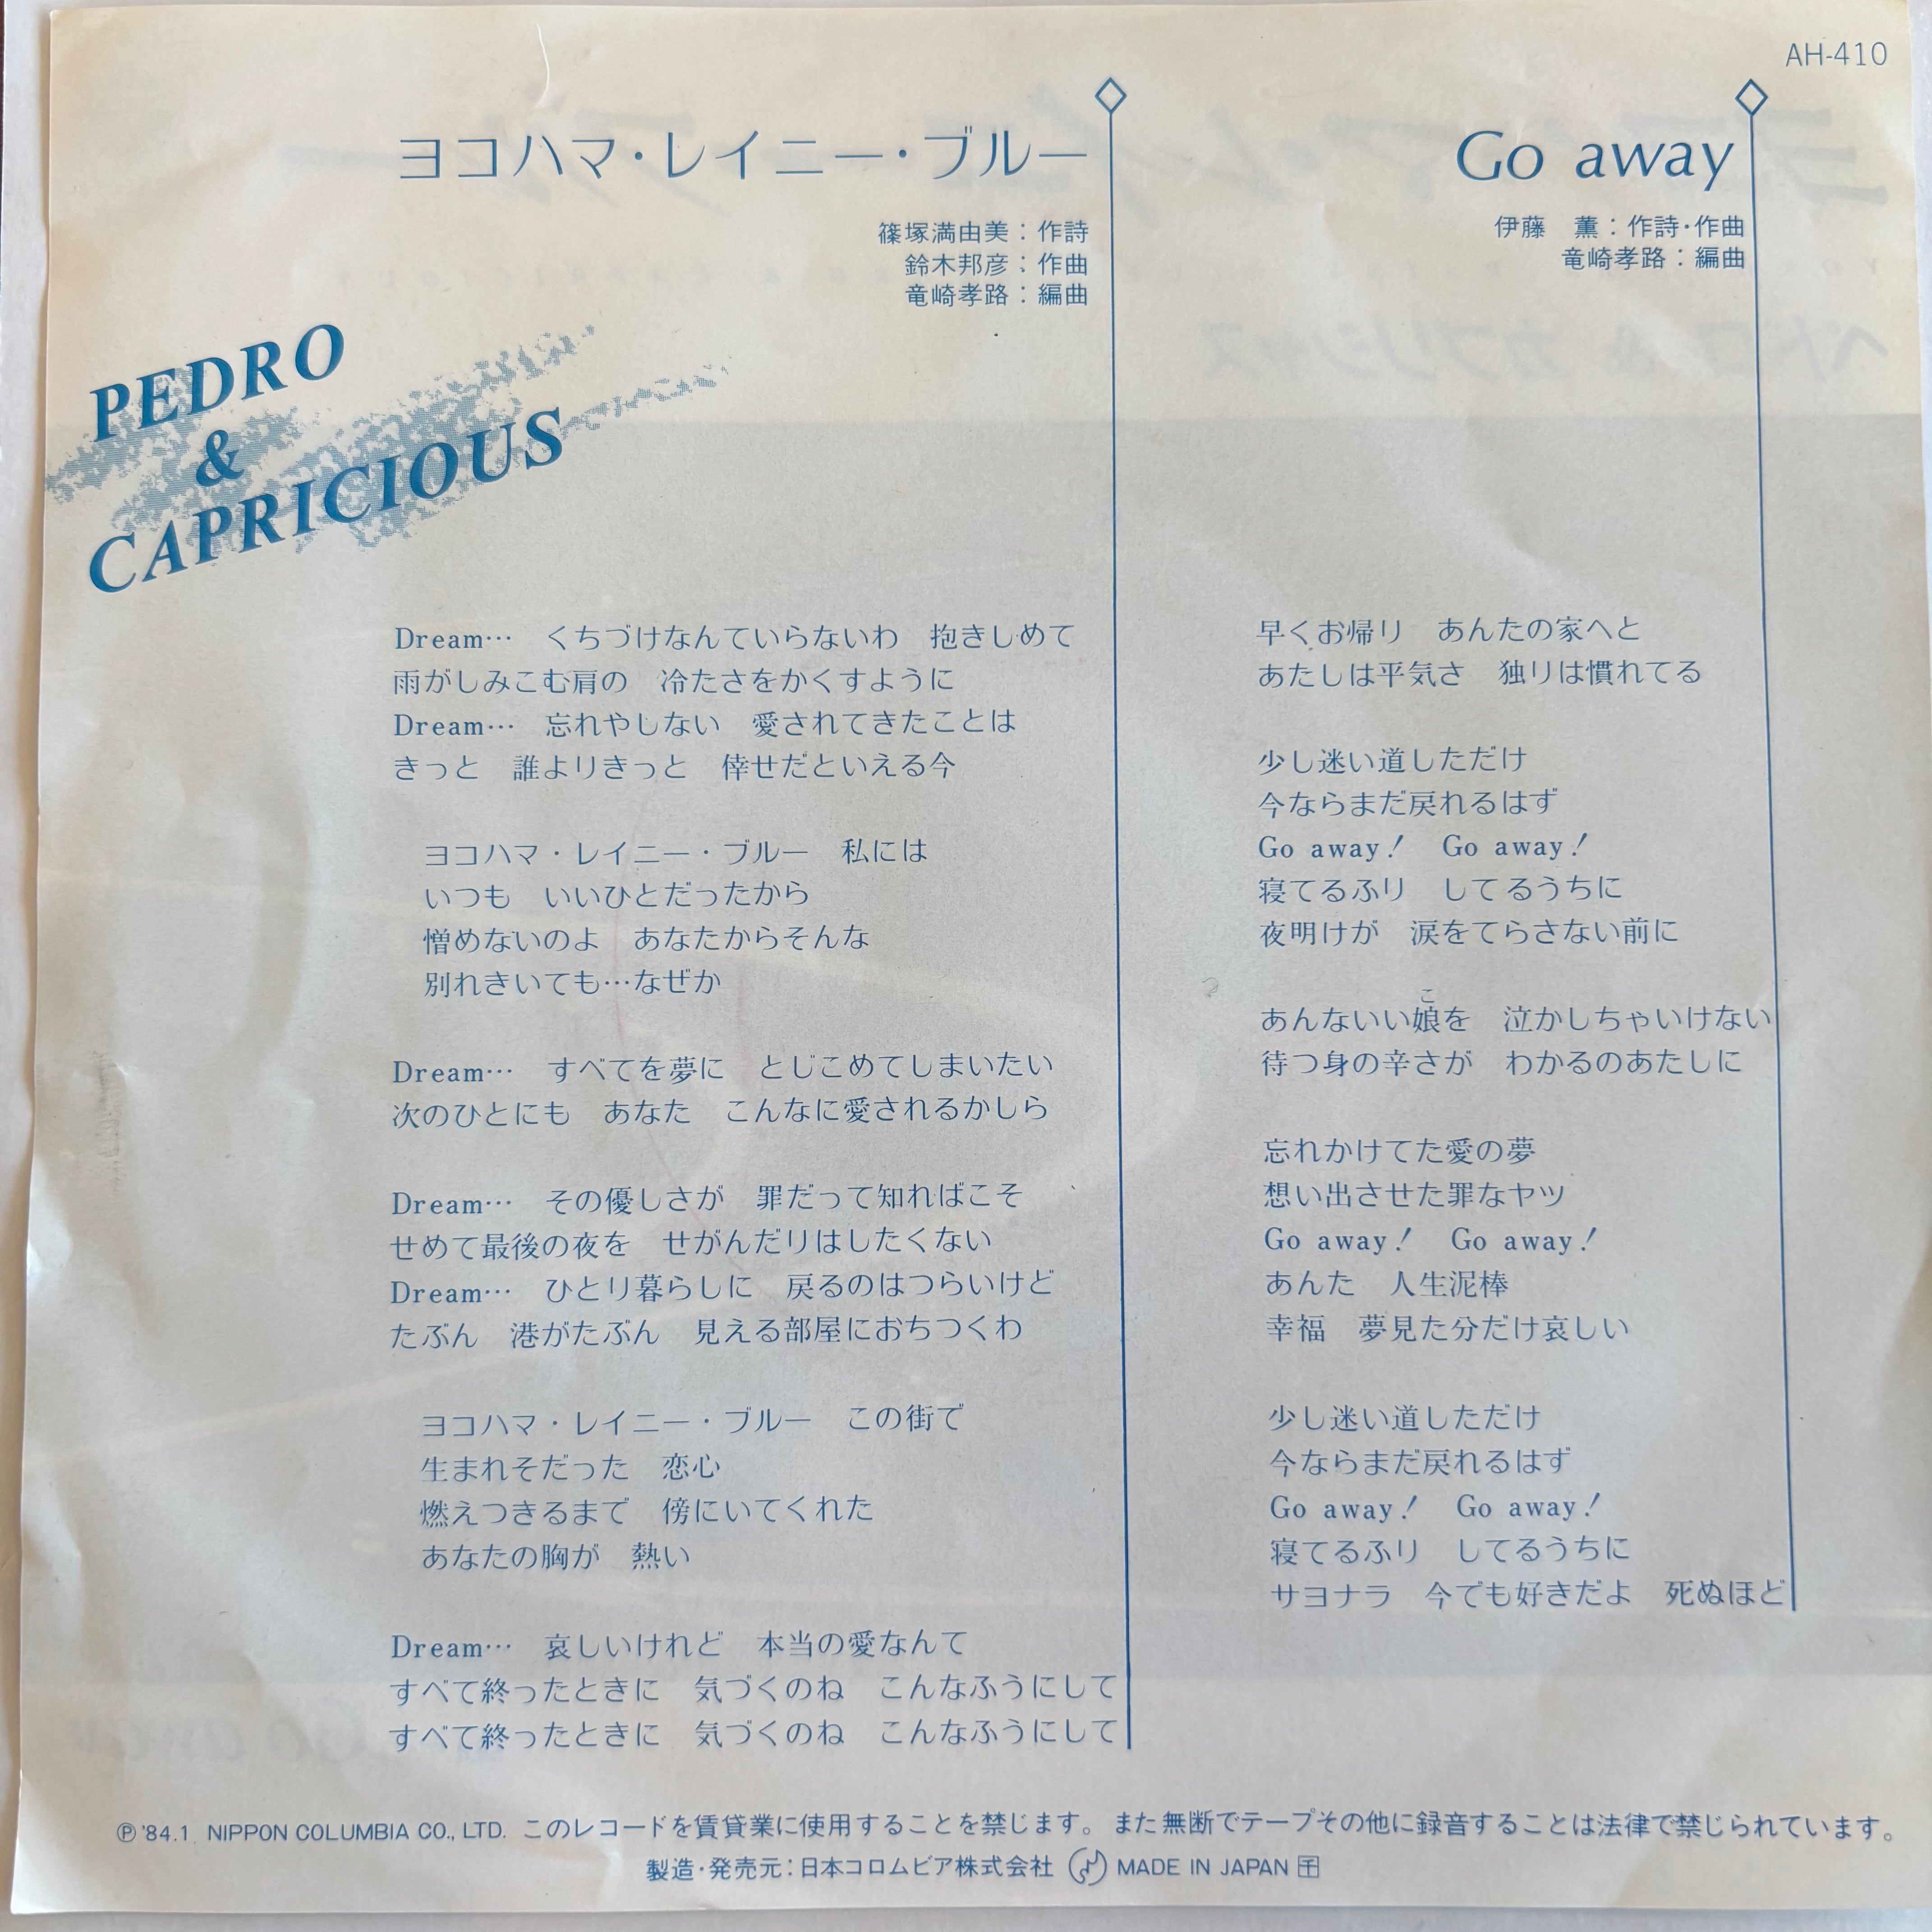 AH-410
ヨコハマ・レイニー・ブルー
篠塚満由美：作詩
鈴木邦彦：作曲
竜崎孝路：編曲
PEDRO
&
CAPRICIOUS
Dream… くちづけなんていらないわ 抱きしめて
雨がしみこむ肩の 冷たさをかくすように
Dream… 忘れやしない 愛されてきたことは
きっと 誰よりきっと 倖せだといえる今
ヨコハマ・レイニー・ブルー 私には
いつも いいひとだったから
憎めないのよ あなたからそんな
別れきいても…なぜか
Dream… すべてを夢に とじこめてしまいたい
次のひとにも あなた こんなに愛されるかしら
Dream… その優しさが 罪だって知ればこそ
せめて最後の夜を せがんだりはしたくない
Dream… ひとり暮らしに 戻るのはつらいけど
たぶん 港がたぶん 見える部屋におちつくわ
ヨコハマ・レイニー・ブルー この街で
生まれそだった 恋心
燃えつきるまで 傍にいてくれた
あなたの胸が 熱い
Dream… 哀しいけれど 本当の愛なんて
すべて終ったときに 気づくのね こんなふうにして
すべて終ったときに 気づくのね こんなふうにして
Go away
伊藤 薫：作詩・作曲
竜崎孝路：編曲
早くお帰り あんたの家へと
あたしは平気さ 独りは慣れてる
少し迷い道しただけ
今ならまだ戻れるはず
Go away! Go away!
寝てるふり してるうちに
夜明けが 涙をてらさない前に
こ
あんないい娘を 泣かしちゃいけない
待つ身の辛さが わかるのあたしに
忘れかけてた愛の夢
想い出させた罪なヤツ
Go away! Go away!
あんた 人生泥棒
幸福 夢見た分だけ哀しい
少し迷い道しただけ
今ならまだ戻れるはず
Go away! Go away!
寝てるふり してるうちに
サヨナラ 今でも好きだよ 死ぬほど
Ⓟ'84.1 NIPPON COLUMBIA CO., LTD. このレコードを賃貸業に使用することを禁じます。また無断でテープその他に録音することは法律で禁じられています。
製造・発売元：日本コロムビア株式会社 MADE IN JAPAN 干